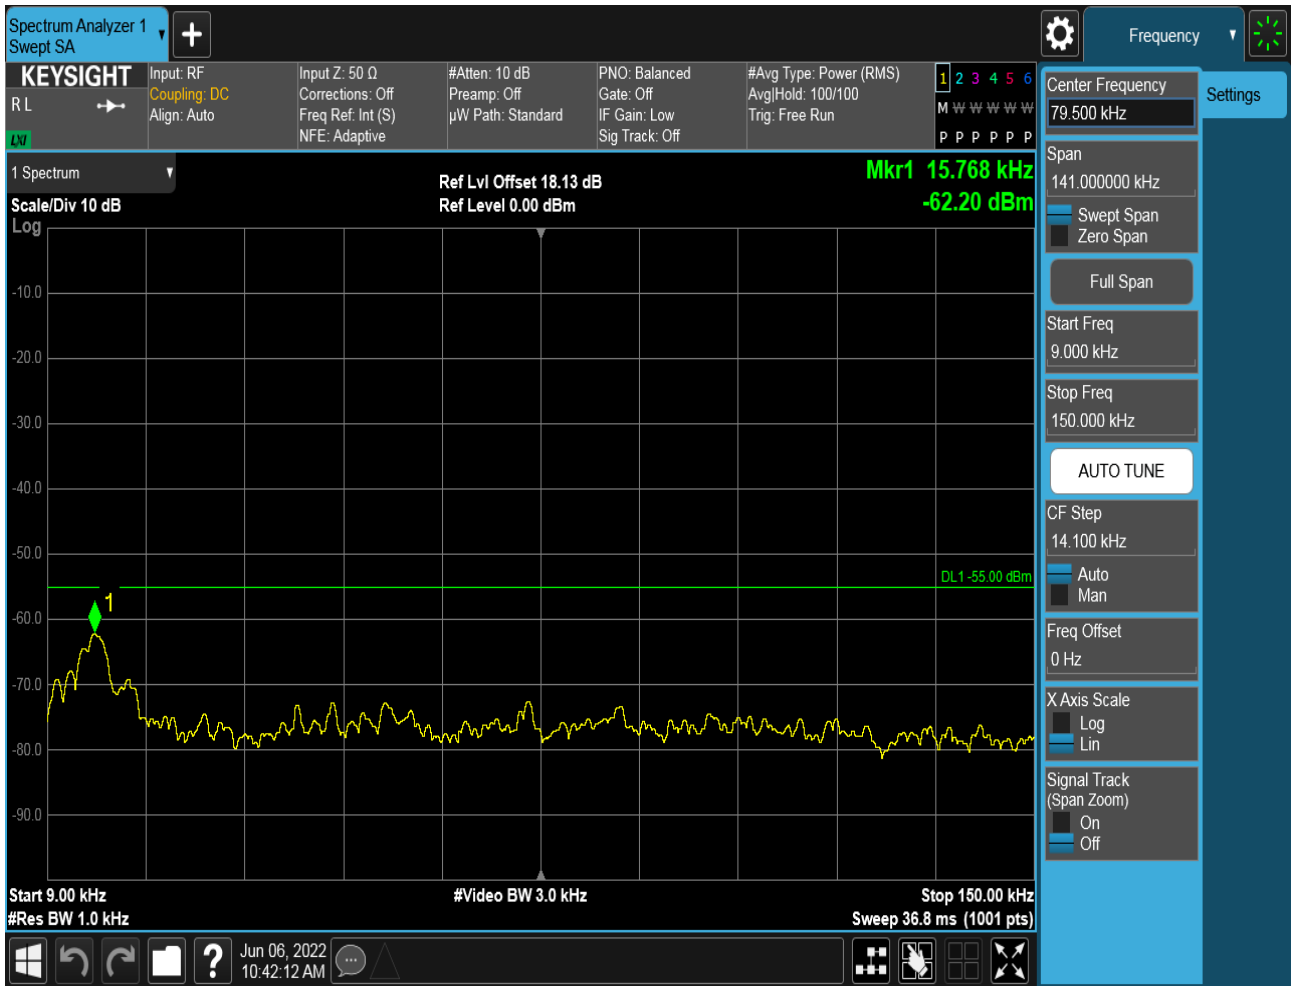 Spectrum Analyzer 1
Swept SA
Frequency
KEYSIGHT
R L
LXI
Input: RF
Coupling: DC
Align: Auto
Input Z: 50 Ω
Corrections: Off
Freq Ref: Int (S)
NFE: Adaptive
#Atten: 10 dB
Preamp: Off
µW Path: Standard
PNO: Balanced
Gate: Off
IF Gain: Low
Sig Track: Off
#Avg Type: Power (RMS)
Avg|Hold: 100/100
Trig: Free Run
1 2 3 4 5 6
M W W W W W
P P P P P P
1 Spectrum
Scale/Div 10 dB
Log
Ref Lvl Offset 18.13 dB
Ref Level 0.00 dBm
Mkr1 15.768 kHz
-62.20 dBm
-10.0
-20.0
-30.0
-40.0
-50.0
DL1 -55.00 dBm
1
-60.0
-70.0
-80.0
-90.0
Start 9.00 kHz
#Video BW 3.0 kHz
Stop 150.00 kHz
#Res BW 1.0 kHz
Sweep 36.8 ms (1001 pts)
?
Jun 06, 2022
10:42:12 AM
Center Frequency
79.500 kHz
Settings
Span
141.000000 kHz
Swept Span
Zero Span
Full Span
Start Freq
9.000 kHz
Stop Freq
150.000 kHz
AUTO TUNE
CF Step
14.100 kHz
Auto
Man
Freq Offset
0 Hz
X Axis Scale
Log
Lin
Signal Track
(Span Zoom)
On
Off